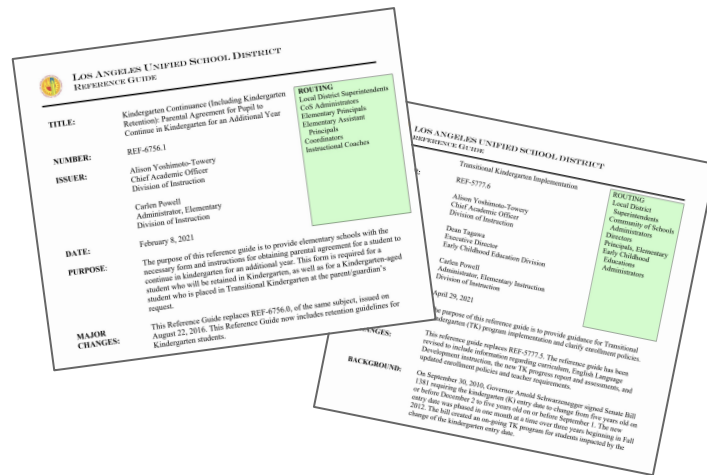 LOS ANGELES UNIFIED SCHOOL DISTRICT
REFERENCE GUIDE
TITLE: Kindergarten Continuance (Including Kindergarten
Retention): Parental Agreement for Pupil to
Continue in Kindergarten for an Additional Year
NUMBER: REF-6756.1
ISSUER: Alison Yoshimoto-Towery
Chief Academic Officer
Division of Instruction
Carlen Powell
Administrator, Elementary
Division of Instruction
ROUTING
Local District Superintendents
CoS Administrators
Elementary Principals
Elementary Assistant
Principals
Coordinators
Instructional Coaches
DATE: February 8, 2021
PURPOSE: The purpose of this reference guide is to provide elementary schools with the
necessary form and instructions for obtaining parental agreement for a student to
continue in kindergarten for an additional year. This form is required for a
student who will be retained in Kindergarten, as well as for a Kindergarten-aged
student who is placed in Transitional Kindergarten at the parent/guardian's
request.
MAJOR
CHANGES: This Reference Guide replaces REF-6756.0, of the same subject, issued on
August 22, 2016. This Reference Guide now includes retention guidelines for
Kindergarten students.
LOS ANGELES UNIFIED SCHOOL DISTRICT
REFERENCE GUIDE
Transitional Kindergarten Implementation
REF-5777.6
Alison Yoshimoto-Towery
Chief Academic Officer
Division of Instruction
Dean Tagawa
Executive Director
Early Childhood Education Division
Carlen Powell
Administrator, Elementary Instruction
Division of Instruction
ROUTING
Local District
Superintendents
Community of Schools
Administrators
Directors
Principals, Elementary
Early Childhood
Educations
Administrators
April 29, 2021
The purpose of this reference guide is to provide guidance for Transitional
Kindergarten (TK) program implementation and clarify enrollment policies.
CHANGES: This reference guide replaces REF-5777.5. The reference guide has been
revised to include information regarding curriculum, English Language
Development instruction, the new TK progress report and assessments, and
updated enrollment policies and teacher requirements.
BACKGROUND: On September 30, 2010, Governor Arnold Schwarzenegger signed Senate Bill
1381 requiring the kindergarten (K) entry date to change from five years old on
or before December 2 to five years old on or before September 1. The new
entry date was phased in one month at a time over three years beginning in Fall
2012. The bill created an on-going TK program for students impacted by the
change of the kindergarten entry date.